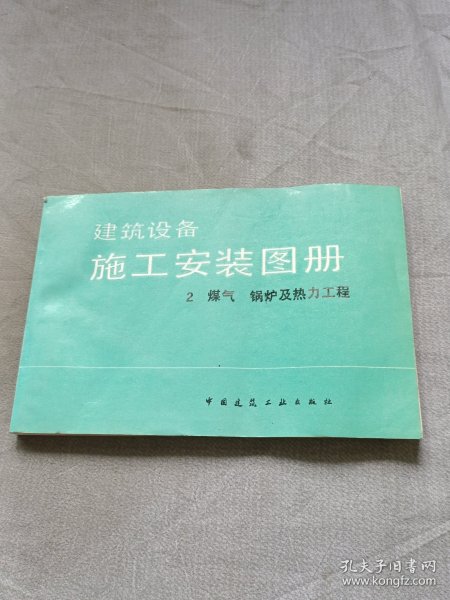 建筑设备
施工安装图册
2 煤气 锅炉及热力工程
中国建筑工业出版社
孔夫子旧书网
www.kongfz.com